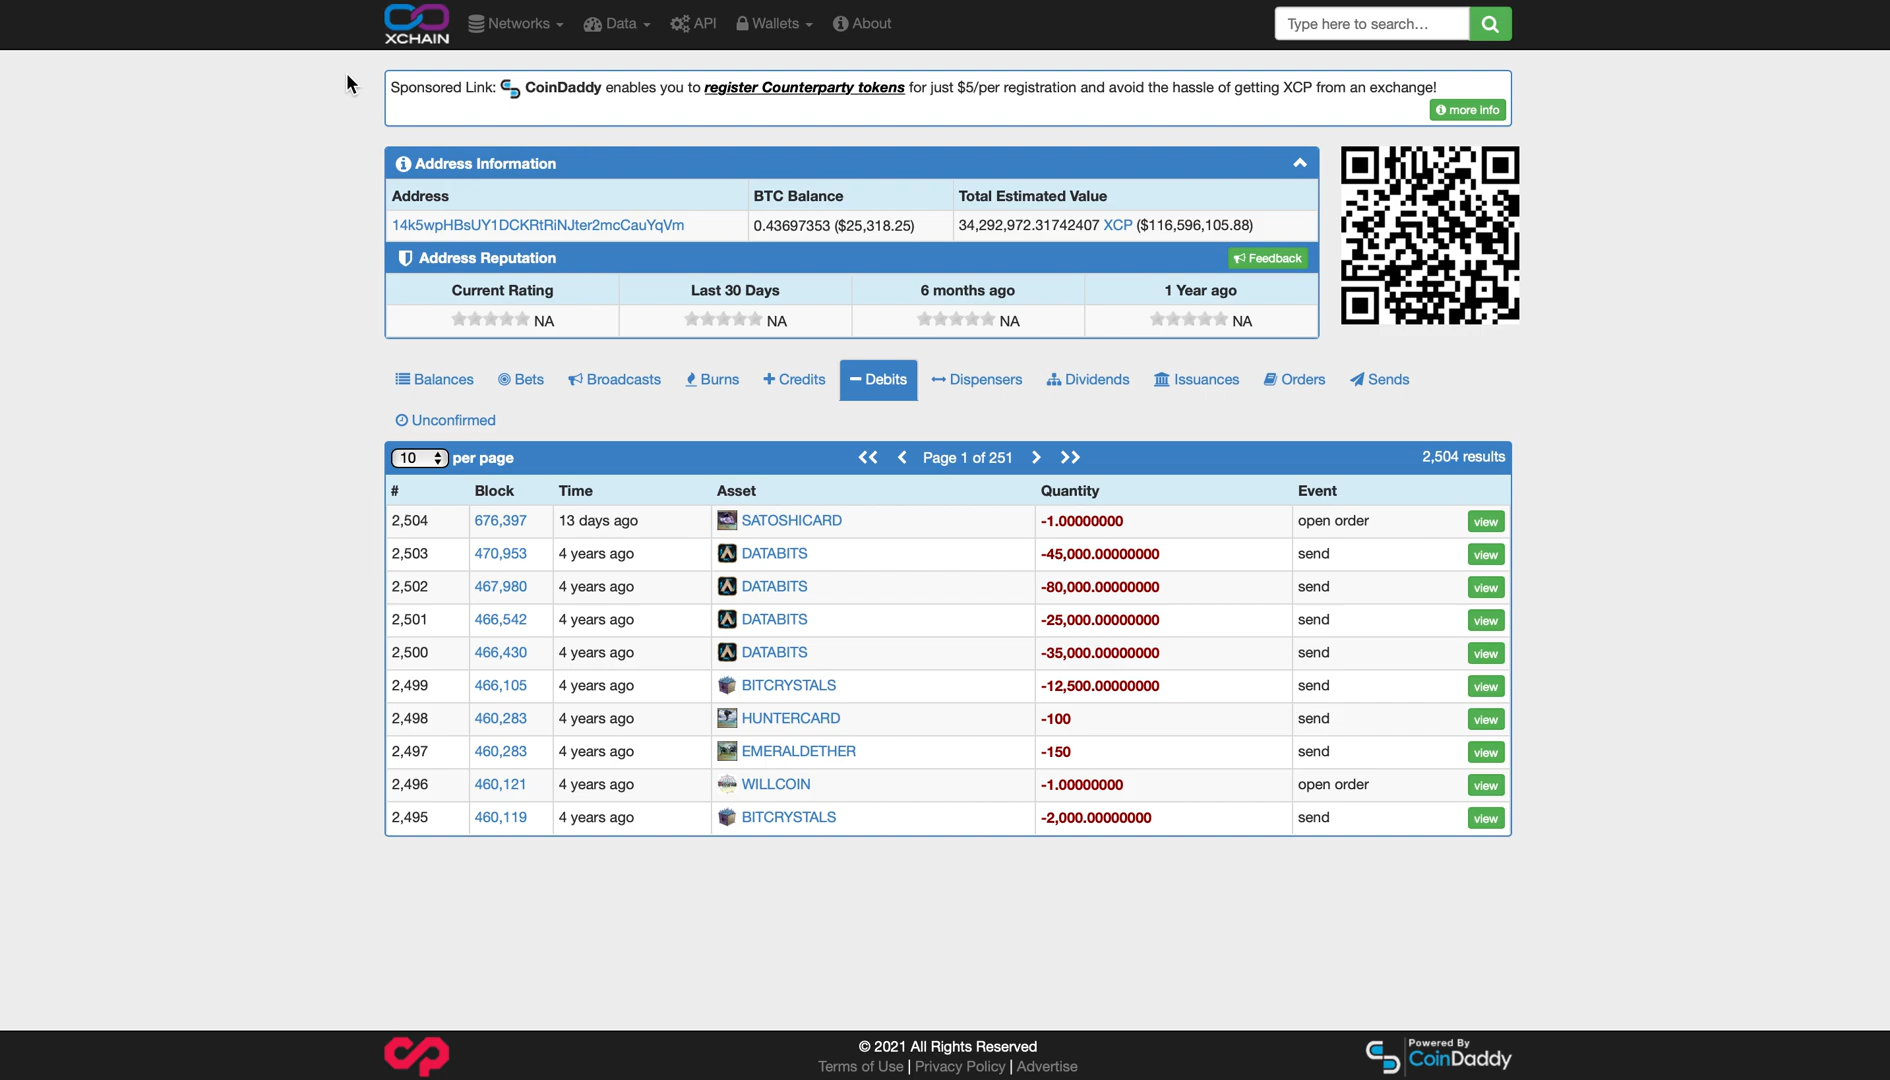 XCHAIN Networks Data API Wallets About Type here to search...
Sponsored Link: CoinDaddy enables you to register Counterparty tokens for just $5/per registration and avoid the hassle of getting XCP from an exchange!
more info
Address Information
Address BTC Balance Total Estimated Value
14k5wpHBsUY1DCKRtRiNJter2mcCauYqVm 0.43697353 ($25,318.25) 34,292,972.31742407 XCP ($116,596,105.88)
Address Reputation Feedback
Current Rating Last 30 Days 6 months ago 1 Year ago
NA NA NA NA
Balances Bets Broadcasts Burns Credits Debits Dispensers Dividends Issuances Orders Sends
Unconfirmed
10 per page Page 1 of 251 2,504 results
# Block Time Asset Quantity Event
2,504 676,397 13 days ago SATOSHICARD -1.00000000 open order view
2,503 470,953 4 years ago DATABITS -45,000.00000000 send view
2,502 467,980 4 years ago DATABITS -80,000.00000000 send view
2,501 466,542 4 years ago DATABITS -25,000.00000000 send view
2,500 466,430 4 years ago DATABITS -35,000.00000000 send view
2,499 466,105 4 years ago BITCRYSTALS -12,500.00000000 send view
2,498 460,283 4 years ago HUNTERCARD -100 send view
2,497 460,283 4 years ago EMERALDETHER -150 send view
2,496 460,121 4 years ago WILLCOIN -1.00000000 open order view
2,495 460,119 4 years ago BITCRYSTALS -2,000.00000000 send view
© 2021 All Rights Reserved
Terms of Use | Privacy Policy | Advertise
Powered By
CoinDaddy